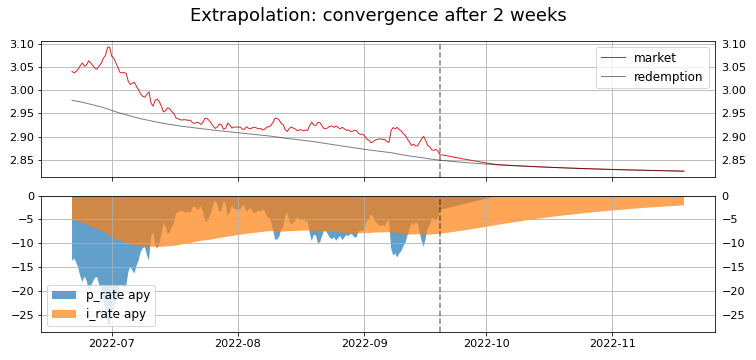 Extrapolation: convergence after 2 weeks
3.10 3.10
3.05 3.05
3.00 3.00
2.95 2.95
2.90 2.90
2.85 2.85
market
redemption
0 0
−5 −5
−10 −10
−15 −15
−20 −20
−25 −25
p_rate apy
i_rate apy
2022-07 2022-08 2022-09 2022-10 2022-11